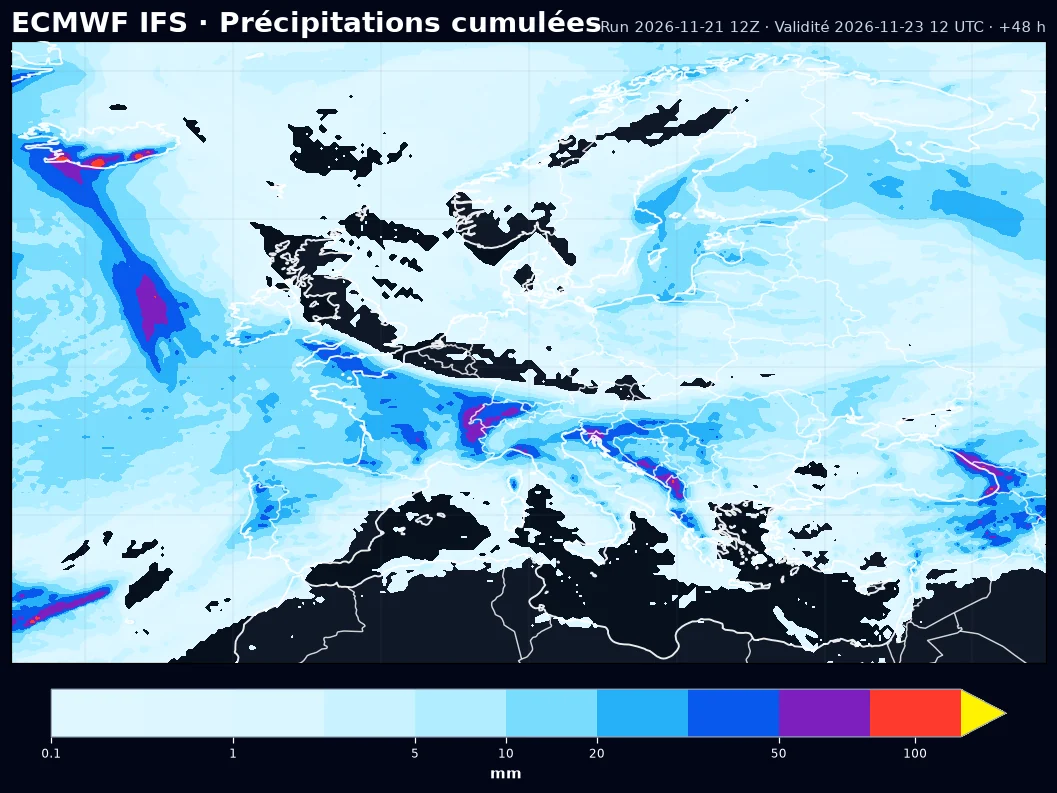 ECMWF IFS · Précipitations cumulées
Run 2026-11-21 12Z · Validité 2026-11-23 12 UTC · +48 h
0.1 1 5 10 20 50 100
mm